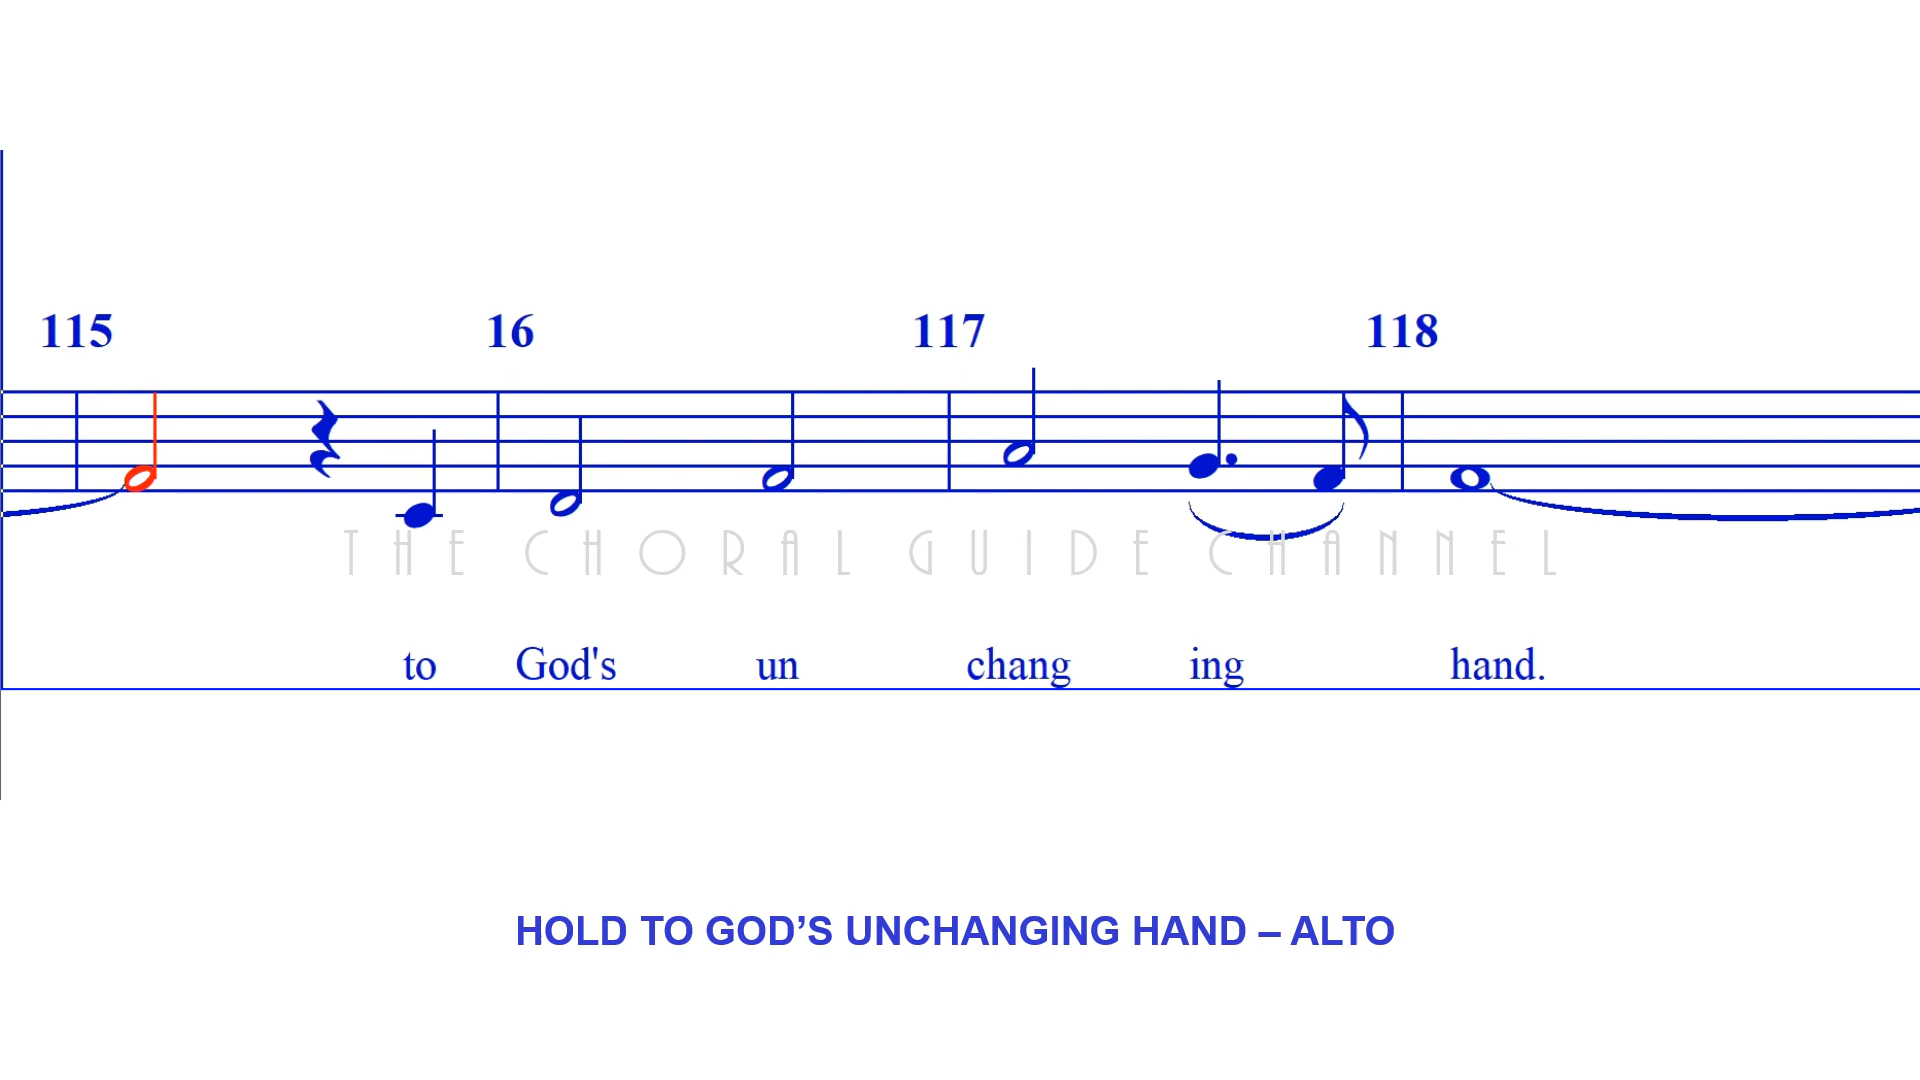 115 16 117 118
THE CHORAL GUIDE CHANNEL
to God's un chang ing hand.
HOLD TO GOD’S UNCHANGING HAND – ALTO